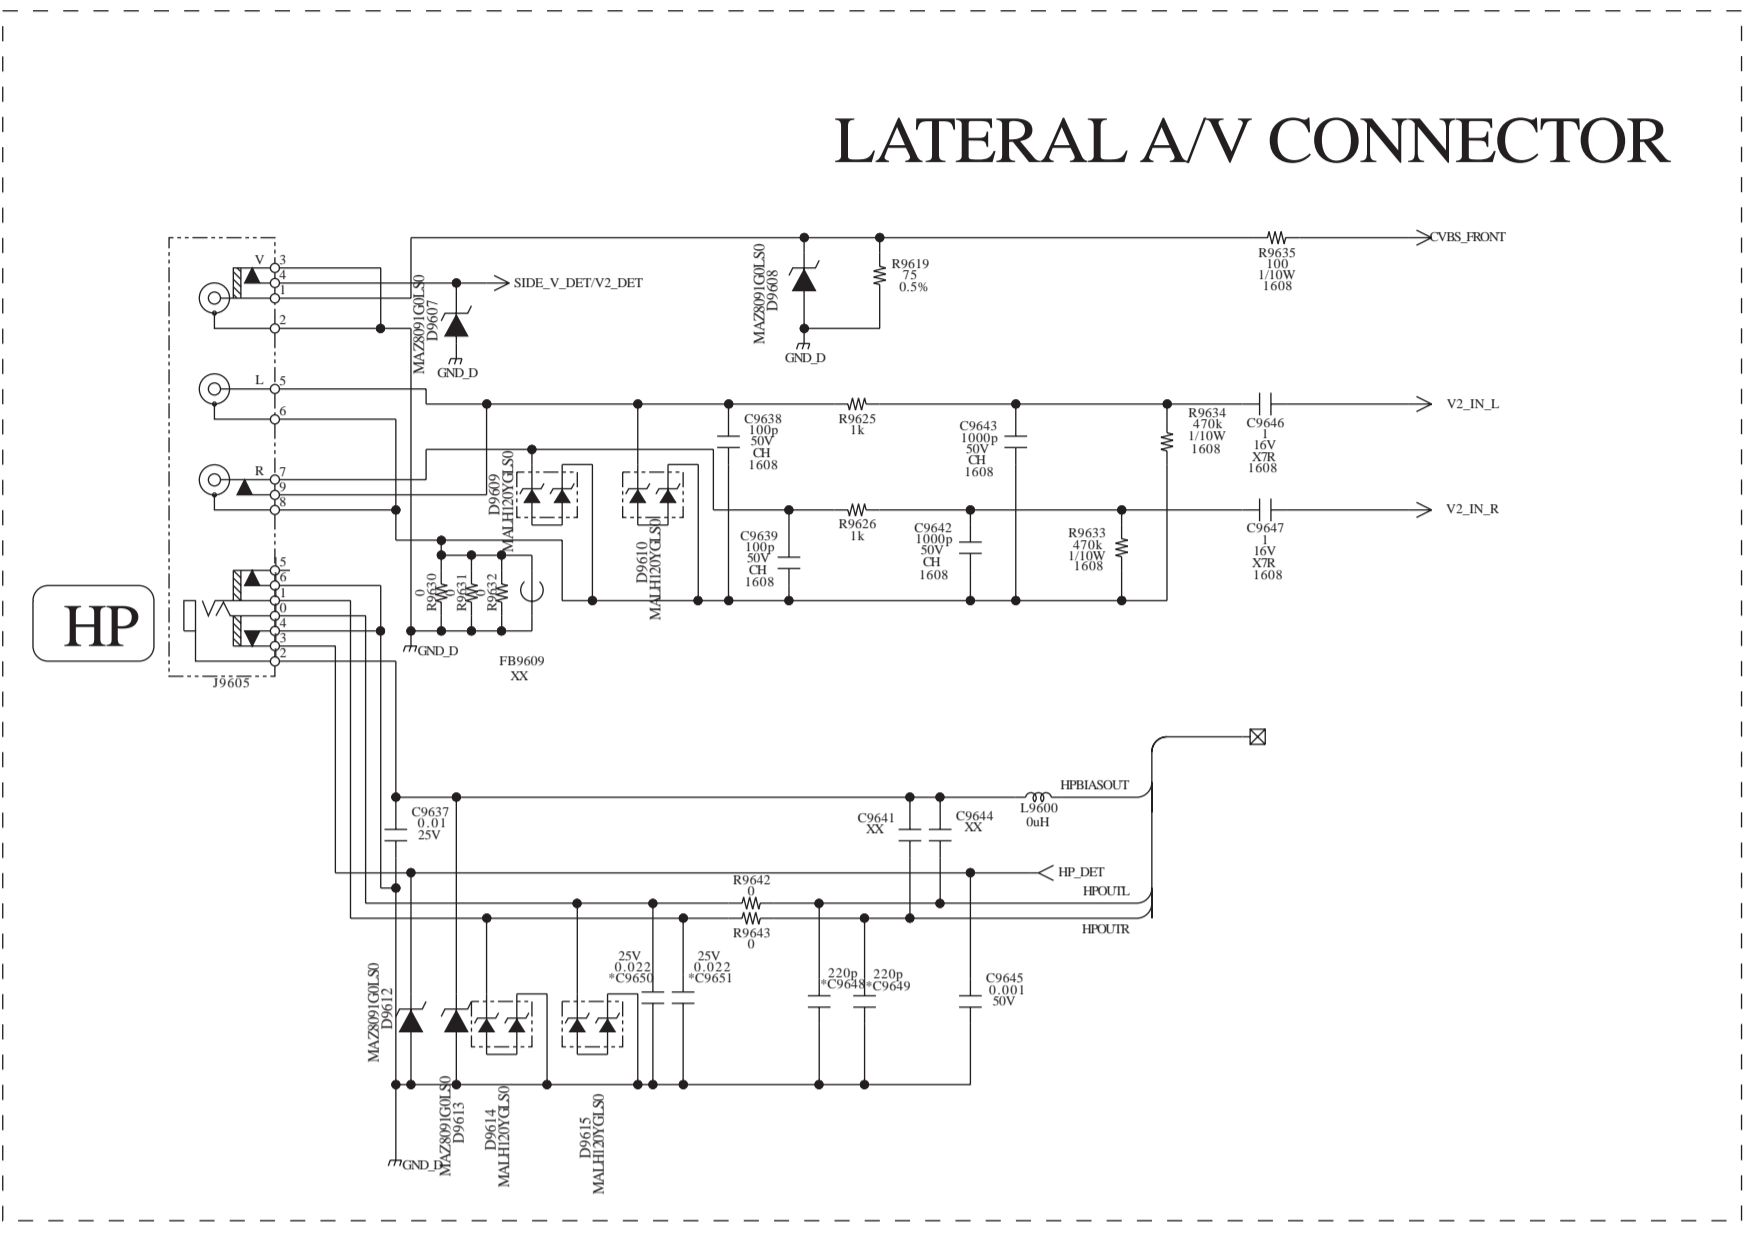 LATERAL A/V CONNECTOR
V
3
4
1
2
SIDE_V_DET/V2_DET
MAZ8091G0LS0
D9607
GND_D
MAZ8091G0LS0
D9608
GND_D
R9619
75
0.5%
R9635
100
1/10W
1608
CVBS_FRONT
L
5
6
R
7
9
8
D9609
MALH120YGLS0
D9610
MALH120YGLS0
C9638
100p
50V
CH
1608
R9625
1k
C9643
1000p
50V
CH
1608
R9634
470k
1/10W
1608
C9646
1
16V
X7R
1608
V2_IN_L
C9639
100p
50V
CH
1608
R9626
1k
C9642
1000p
50V
CH
1608
R9633
470k
1/10W
1608
C9647
1
16V
X7R
1608
V2_IN_R
0
R9630
0
R9631
0
R9632
GND_D
FB9609
XX
HP
5
6
1
0
4
3
2
J9605
C9637
0.01
25V
C9641
XX
C9644
XX
HPBIASOUT
L9600
0uH
HP_DET
HPOUTL
HPOUTR
R9642
0
R9643
0
25V
0.022
*C9650
25V
0.022
*C9651
220p
*C9648
220p
*C9649
C9645
0.001
50V
MAZ8091G0LS0
D9612
MAZ8091G0LS0
D9613
D9614
MALH120YGLS0
D9615
MALH120YGLS0
GND_D